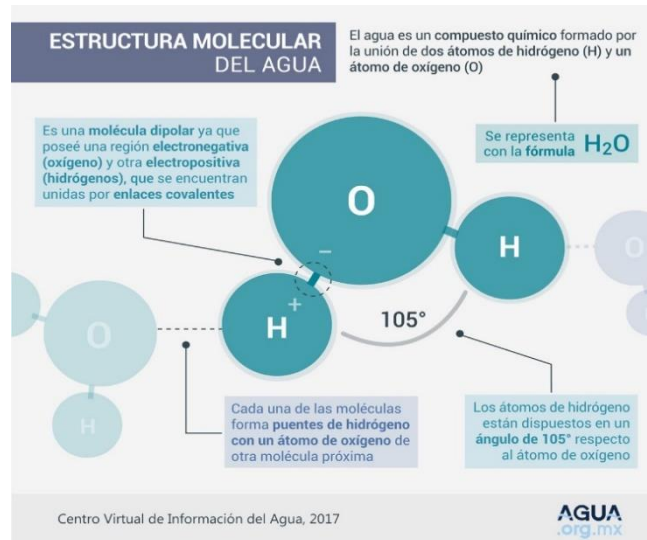 ESTRUCTURA MOLECULAR
DEL AGUA
El agua es un compuesto químico formado por
la unión de dos átomos de hidrógeno (H) y un
átomo de oxígeno (O)
Se representa
con la fórmula H₂O
Es una molécula dipolar ya que
poseé una región electronegativa
(oxígeno) y otra electropositiva
(hidrógenos), que se encuentran
unidas por enlaces covalentes
O
H
O
−
+
H
105°
O
H
Cada una de las moléculas
forma puentes de hidrógeno
con un átomo de oxígeno de
otra molécula próxima
Los átomos de hidrógeno
están dispuestos en un
ángulo de 105° respecto
al átomo de oxígeno
Centro Virtual de Información del Agua, 2017
AGUA
.org.mx